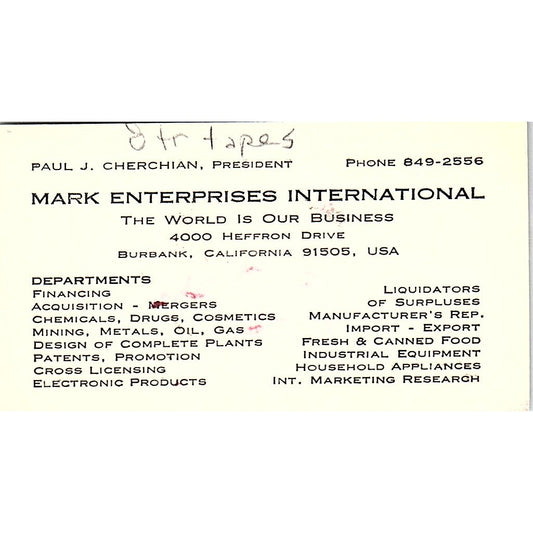 8 tr tapes
PAUL J. CHERCHIAN, PRESIDENT PHONE 849-2556
MARK ENTERPRISES INTERNATIONAL
THE WORLD IS OUR BUSINESS
4000 HEFFRON DRIVE
BURBANK, CALIFORNIA 91505, USA
DEPARTMENTS
FINANCING
ACQUISITION - MERGERS
CHEMICALS, DRUGS, COSMETICS
MINING, METALS, OIL, GAS
DESIGN OF COMPLETE PLANTS
PATENTS, PROMOTION
CROSS LICENSING
ELECTRONIC PRODUCTS
LIQUIDATORS
OF SURPLUSES
MANUFACTURER'S REP.
IMPORT - EXPORT
FRESH & CANNED FOOD
INDUSTRIAL EQUIPMENT
HOUSEHOLD APPLIANCES
INT. MARKETING RESEARCH